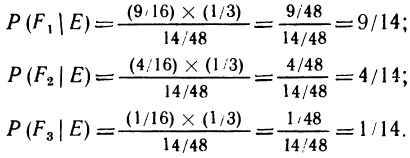 P (F₁ | E) = (9/16) × (1/3) / 14/48 = 9/48 / 14/48 = 9/14;
P (F₂ | E) = (4/16) × (1/3) / 14/48 = 4/48 / 14/48 = 4/14;
P (F₃ | E) = (1/16) × (1/3) / 14/48 = 1/48 / 14/48 = 1/14.